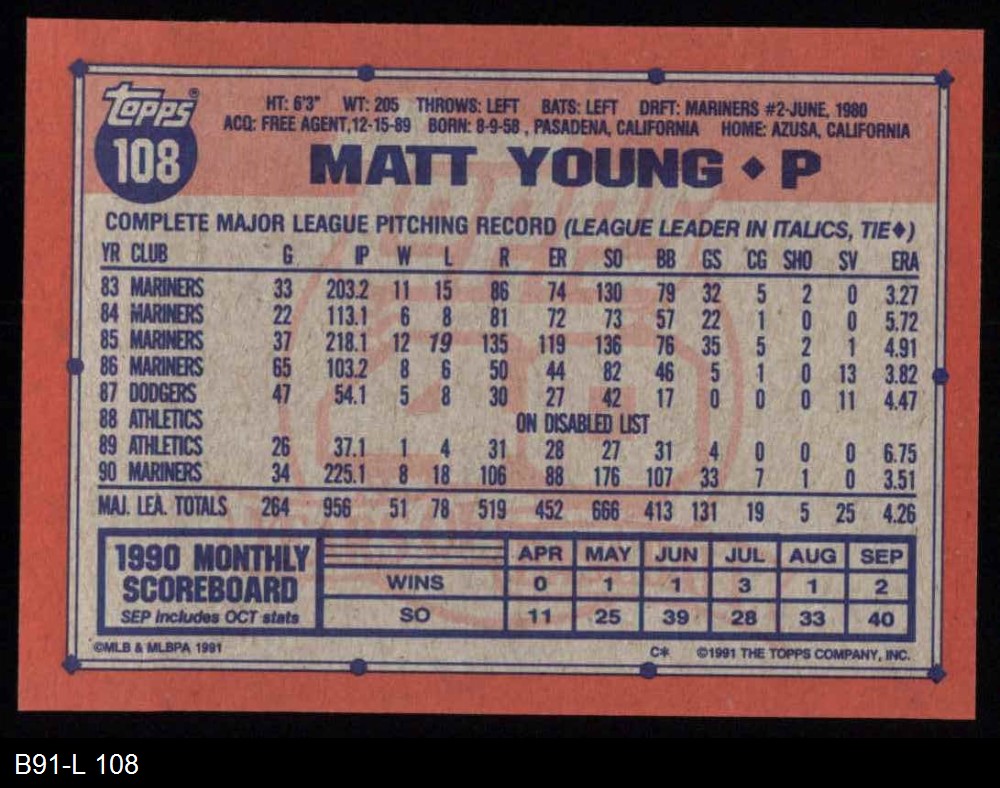 Topps®
108
HT: 6'3" WT: 205 THROWS: LEFT BATS: LEFT DRFT: MARINERS #2-JUNE, 1980
ACQ: FREE AGENT,12-15-89 BORN: 8-9-58 , PASADENA, CALIFORNIA HOME: AZUSA, CALIFORNIA
MATT YOUNG ♦ P
COMPLETE MAJOR LEAGUE PITCHING RECORD (LEAGUE LEADER IN ITALICS, TIE♦)
YR CLUB G IP W L R ER SO BB GS CG SHO SV ERA
83 MARINERS 33 203.2 11 15 86 74 130 79 32 5 2 0 3.27
84 MARINERS 22 113.1 6 8 81 72 73 57 22 1 0 0 5.72
85 MARINERS 37 218.1 12 19 135 119 136 76 35 5 2 1 4.91
86 MARINERS 65 103.2 8 6 50 44 82 46 5 1 0 13 3.82
87 DODGERS 47 54.1 5 8 30 27 42 17 0 0 0 11 4.47
88 ATHLETICS ON DISABLED LIST
89 ATHLETICS 26 37.1 1 4 31 28 27 31 4 0 0 0 6.75
90 MARINERS 34 225.1 8 18 106 88 176 107 33 7 1 0 3.51
MAJ. LEA. TOTALS 264 956 51 78 519 452 666 413 131 19 5 25 4.26
1990 MONTHLY
SCOREBOARD
SEP includes OCT stats
APR MAY JUN JUL AUG SEP
WINS 0 1 1 3 1 2
SO 11 25 39 28 33 40
©MLB & MLBPA 1991
C* ©1991 THE TOPPS COMPANY, INC.
B91-L 108